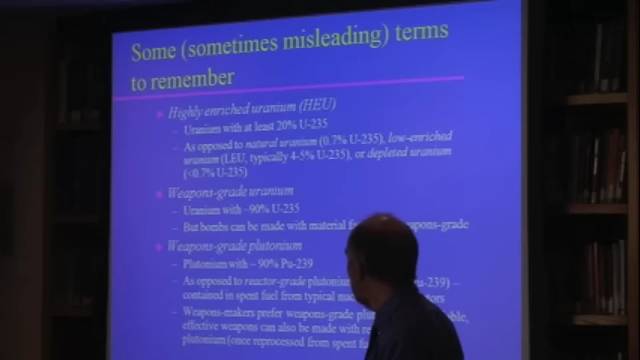 Some (sometimes misleading) terms
to remember
Highly enriched uranium (HEU)
– Uranium with at least 20% U-235
– As opposed to natural uranium (0.7% U-235), low-enriched
uranium (LEU, typically 4-5% U-235), or depleted uranium
(<0.7% U-235)
Weapons-grade uranium
– Uranium with ~90% U-235
– But bombs can be made with material weapons-grade
Weapons-grade plutonium
– Plutonium with ~ 90% Pu-239
– As opposed to reactor-grade –
contained in spent fuel from typical
– Weapons-makers prefer weapons-grade
effective weapons can also be made with
plutonium (once reprocessed from spent